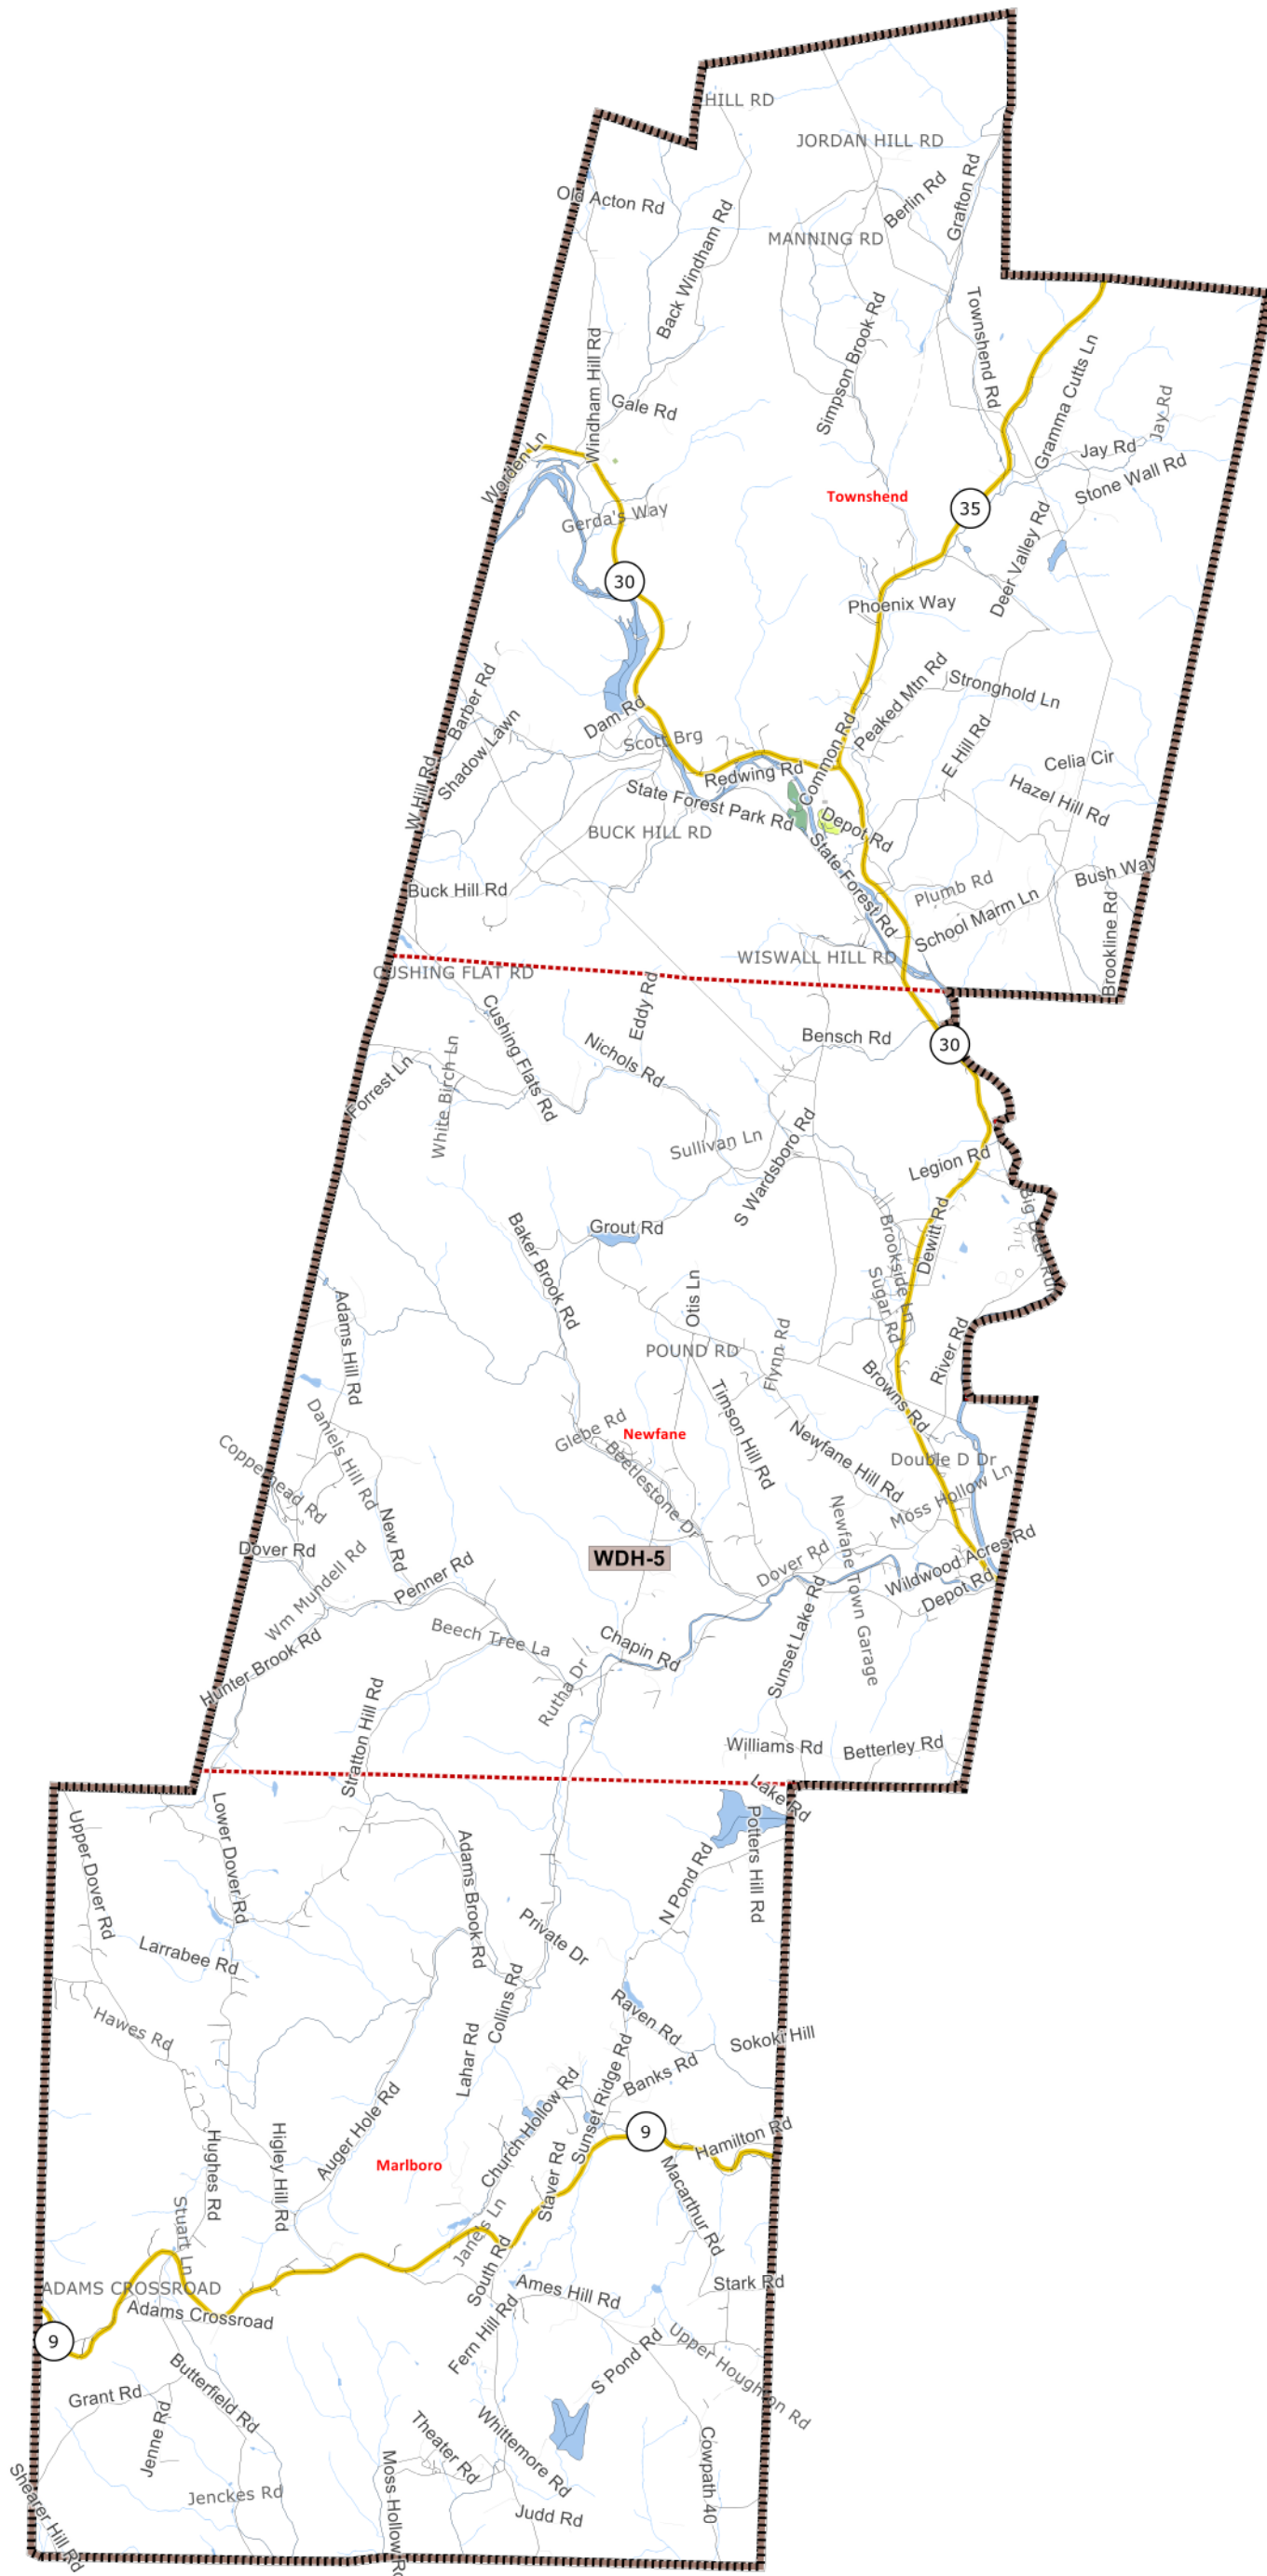 HILL RD
JORDAN HILL RD
Old Acton Rd
Berlin Rd
Grafton Rd
Back Windham Rd
MANNING RD
Simpson Brook Rd
Townshend Rd
Windham Hill Rd
Gale Rd
Gramma Cutts Ln
Jay Rd
Jay Rd
Stone Wall Rd
Worden Ln
Townshend
35
Gerda's Way
Deer Valley Rd
30
Phoenix Way
Barber Rd
Peaked Mtn Rd
Stronghold Ln
Dam Rd
Shadow Lawn
Scott Brg
Common Rd
E Hill Rd
Celia Cir
W Hill Rd
Redwing Rd
Hazel Hill Rd
State Forest Park Rd
BUCK HILL RD
Depot Rd
Buck Hill Rd
State Forest Rd
Plumb Rd
Bush Way
School Marm Ln
Brookline Rd
WISWALL HILL RD
CUSHING FLAT RD
Eddy Rd
Cushing Flats Rd
Nichols Rd
Bensch Rd
30
Forrest Ln
White Birch Ln
Sullivan Ln
S Wardsboro Rd
Legion Rd
Grout Rd
Baker Brook Rd
Brookside Ln
Dewitt Rd
Sugar Rd
Adams Hill Rd
Otis Ln
POUND RD
Flynn Rd
River Rd
Browns Rd
Timson Hill Rd
Daniels Hill Rd
Glebe Rd
Newfane
Newfane Hill Rd
Copperhead Rd
Beetlestone Dr
Double D Dr
Moss Hollow Ln
New Rd
Newfane Town Garage
Dover Rd
WDH-5
Wm Mundell Rd
Penner Rd
Dover Rd
Wildwood Acres Rd
Depot Rd
Beech Tree La
Chapin Rd
Sunset Lake Rd
Hunter Brook Rd
Rutha Dr
Stratton Hill Rd
Williams Rd
Betterley Rd
Lake Rd
Upper Dover Rd
Lower Dover Rd
Potters Hill Rd
Adams Brook Rd
N Pond Rd
Private Dr
Larrabee Rd
Collins Rd
Hawes Rd
Raven Rd
Sokoki Hill
Lahar Rd
Banks Rd
Sunset Ridge Rd
Church Hollow Rd
Auger Hole Rd
9
Hamilton Rd
Hughes Rd
Higley Hill Rd
Marlboro
Staver Rd
Macarthur Rd
Stuart Ln
Jane's Ln
South Rd
ADAMS CROSSROAD
Ames Hill Rd
Stark Rd
Adams Crossroad
9
Fern Hill Rd
S Pond Rd
Upper Houghton Rd
Butterfield Rd
Grant Rd
Jenne Rd
Theater Rd
Whittemore Rd
Cowpath 40
Moss Hollow Rd
Shearer Hill Rd
Jenckes Rd
Judd Rd